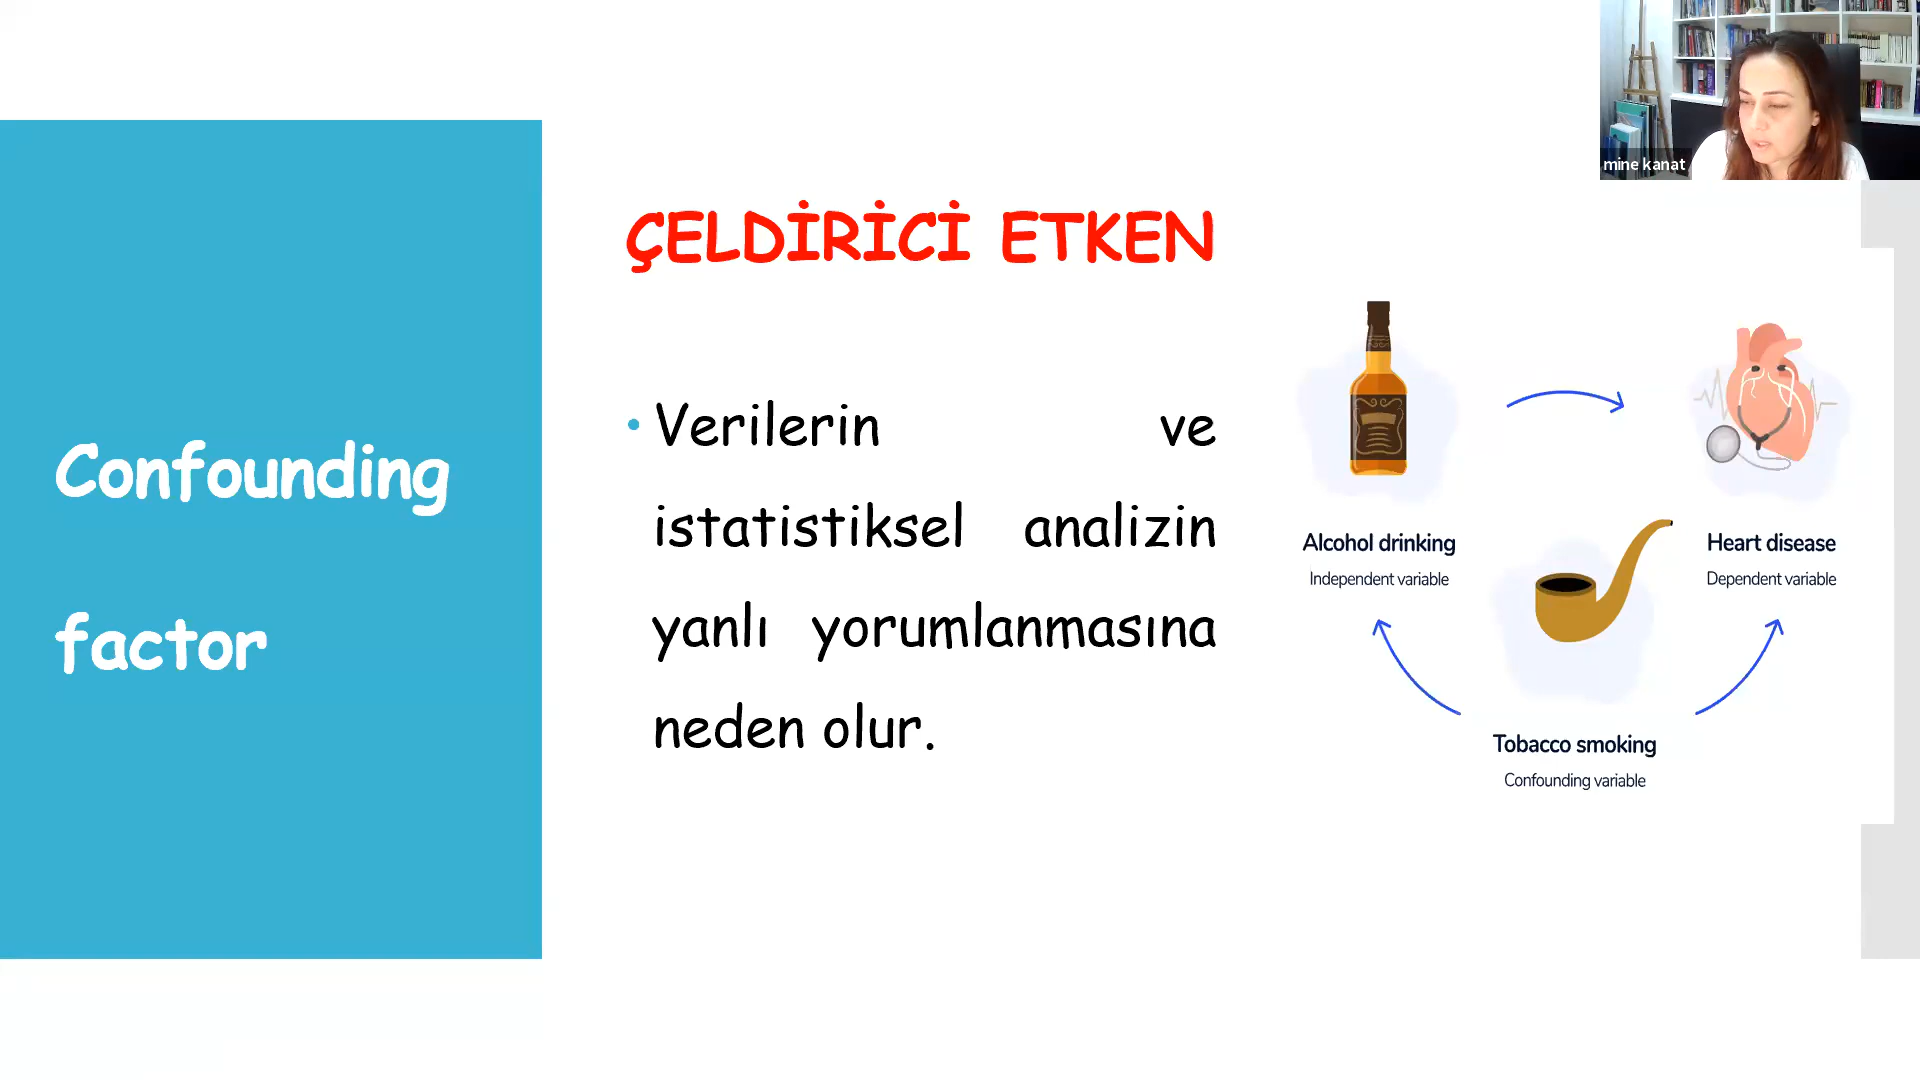 mine kanat
Confounding
factor
ÇELDİRİCİ ETKEN
• Verilerin ve
istatistiksel analizin
yanlı yorumlanmasına
neden olur.
Alcohol drinking
Independent variable
Heart disease
Dependent variable
Tobacco smoking
Confounding variable